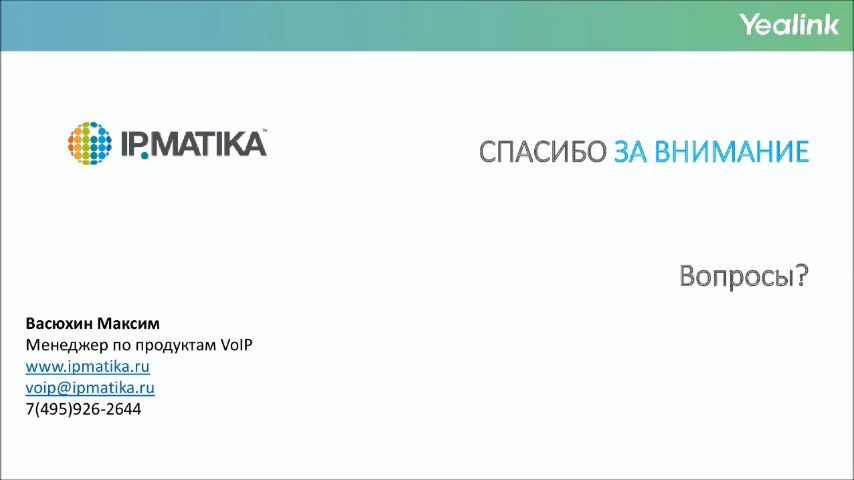 Yealink
IP.MATIKA™
СПАСИБО ЗА ВНИМАНИЕ
Вопросы?
Васюхин Максим
Менеджер по продуктам VoIP
www.ipmatika.ru
voip@ipmatika.ru
7(495)926-2644